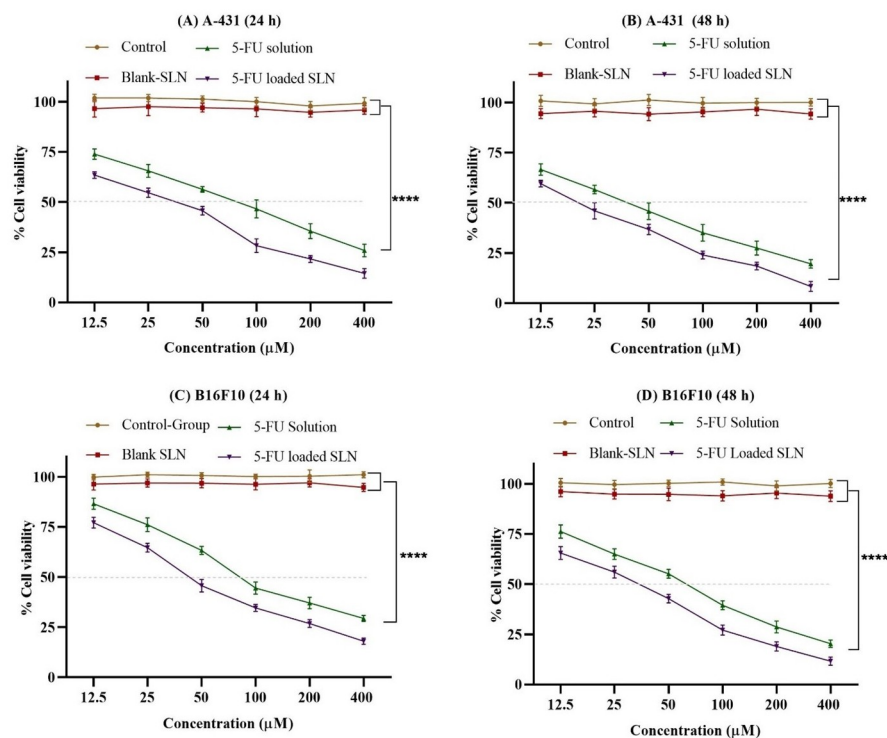 (A) A-431 (24 h)
Control
5-FU solution
Blank-SLN
5-FU loaded SLN
% Cell viability
100
75
50
25
0
12.5 25 50 100 200 400
Concentration (µM)
****
(B) A-431 (48 h)
Control
5-FU solution
Blank-SLN
5-FU loaded SLN
% Cell viability
100
75
50
25
0
12.5 25 50 100 200 400
Concentration (µM)
****
(C) B16F10 (24 h)
Control-Group
5-FU Solution
Blank SLN
5-FU loaded SLN
% Cell viability
100
75
50
25
0
12.5 25 50 100 200 400
Concentration (µM)
****
(D) B16F10 (48 h)
Control
5-FU Solution
Blank-SLN
5-FU Loaded SLN
% Cell viability
100
75
50
25
0
12.5 25 50 100 200 400
Concentration (µM)
****